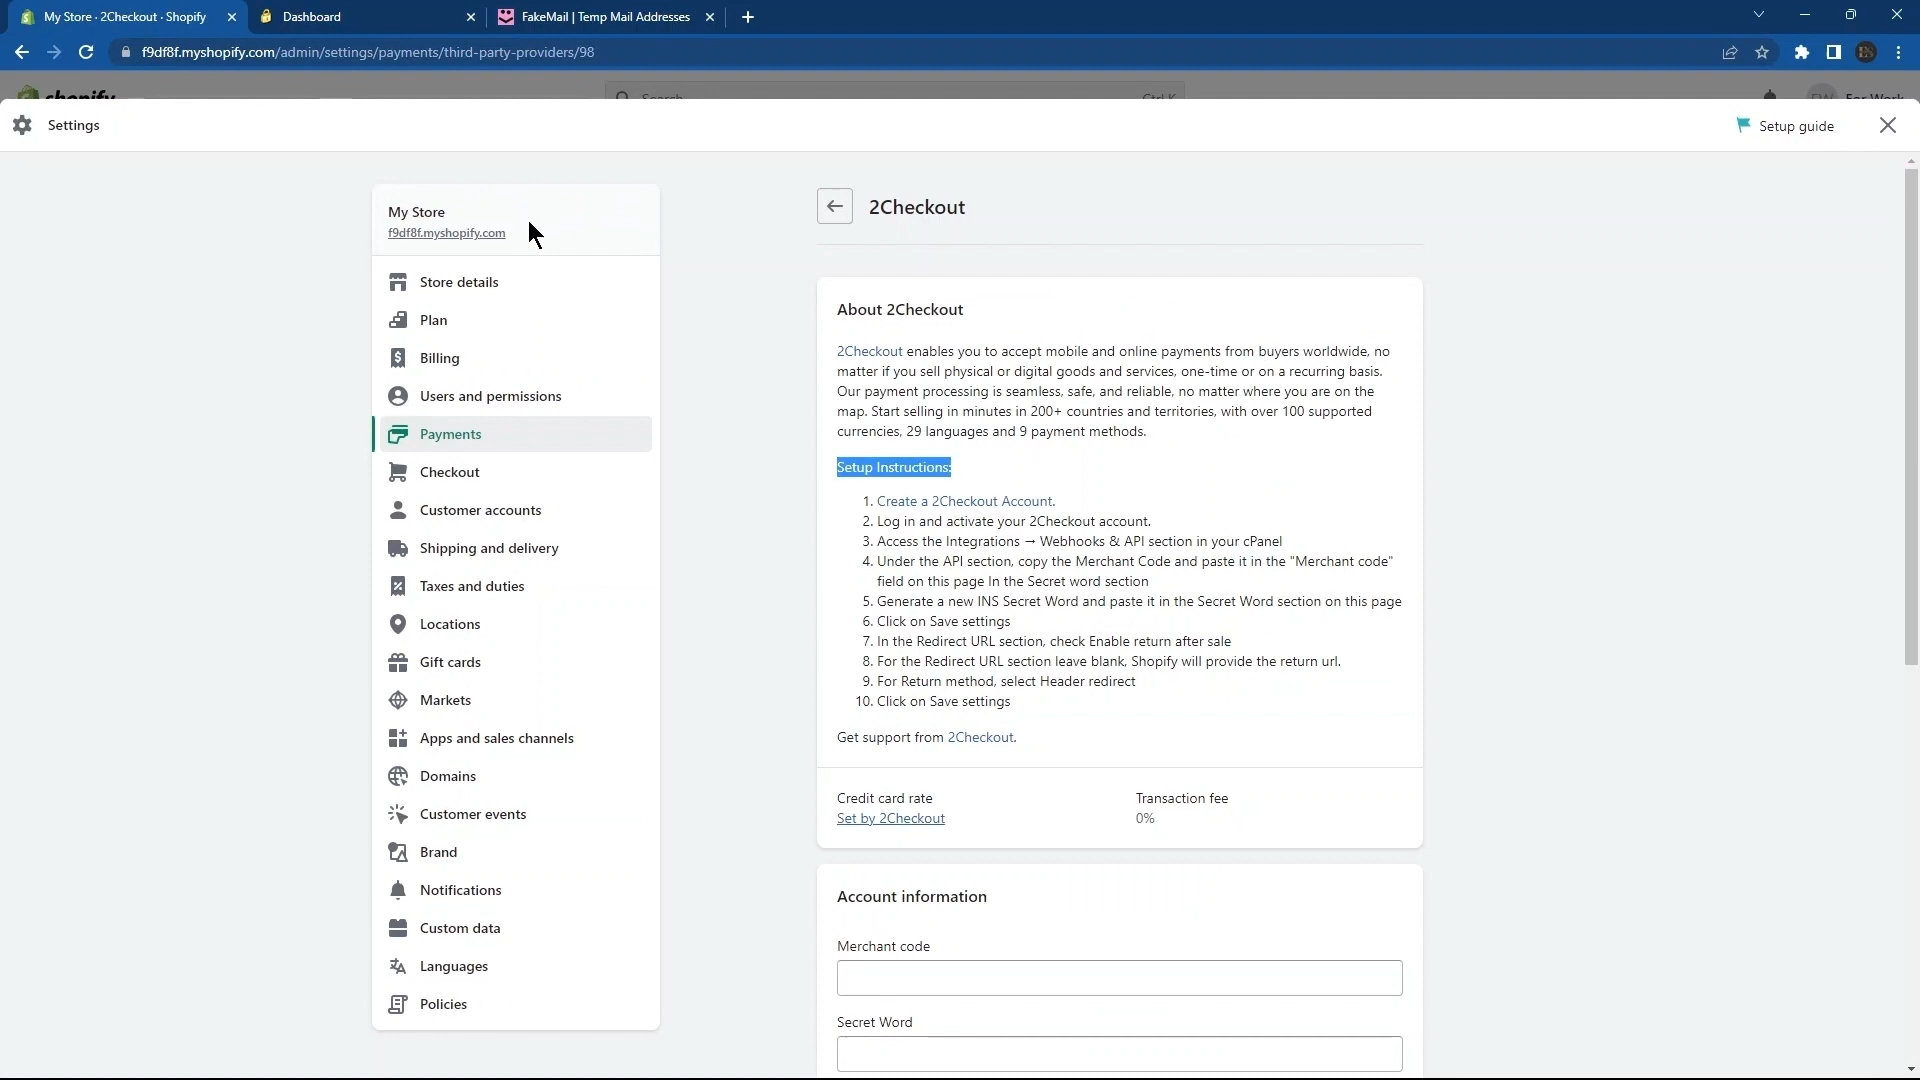 My Store · 2Checkout · Shopify
Dashboard
FakeMail | Temp Mail Addresses
f9df8f.myshopify.com/admin/settings/payments/third-party-providers/98
shopify
Search
Ctrl K
For Work
Settings
Setup guide
My Store
f9df8f.myshopify.com
Store details
Plan
Billing
Users and permissions
Payments
Checkout
Customer accounts
Shipping and delivery
Taxes and duties
Locations
Gift cards
Markets
Apps and sales channels
Domains
Customer events
Brand
Notifications
Custom data
Languages
Policies
2Checkout
About 2Checkout
2Checkout enables you to accept mobile and online payments from buyers worldwide, no
matter if you sell physical or digital goods and services, one-time or on a recurring basis.
Our payment processing is seamless, safe, and reliable, no matter where you are on the
map. Start selling in minutes in 200+ countries and territories, with over 100 supported
currencies, 29 languages and 9 payment methods.
Setup Instructions:
1. Create a 2Checkout Account.
2. Log in and activate your 2Checkout account.
3. Access the Integrations → Webhooks & API section in your cPanel
4. Under the API section, copy the Merchant Code and paste it in the "Merchant code"
field on this page In the Secret word section
5. Generate a new INS Secret Word and paste it in the Secret Word section on this page
6. Click on Save settings
7. In the Redirect URL section, check Enable return after sale
8. For the Redirect URL section leave blank, Shopify will provide the return url.
9. For Return method, select Header redirect
10. Click on Save settings
Get support from 2Checkout.
Credit card rate
Set by 2Checkout
Transaction fee
0%
Account information
Merchant code
Secret Word